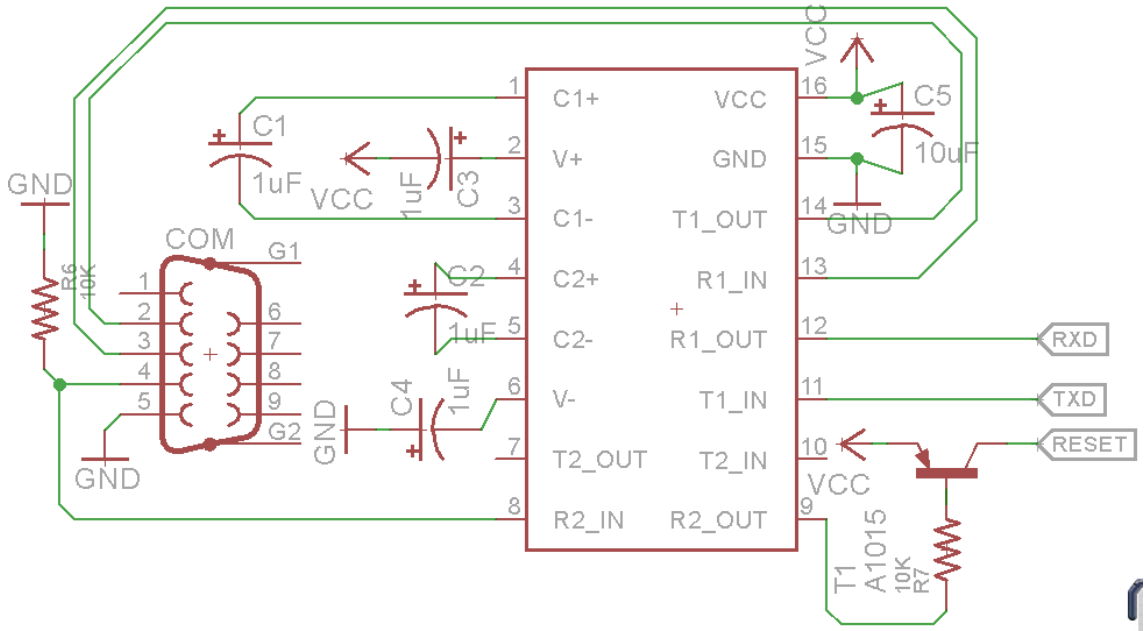 VCC
1
C1+
VCC
16
C5
10uF
C1
1uF
VCC
1uF
C3
2
V+
GND
15
GND
3
C1-
T1_OUT
14
GND
COM
G1
R6
10K
1
2
3
4
5
6
7
8
9
G2
GND
C2
1uF
4
C2+
R1_IN
13
5
C2-
R1_OUT
12
RXD
GND
C4
1uF
6
V-
T1_IN
11
TXD
7
T2_OUT
T2_IN
10
VCC
RESET
8
R2_IN
R2_OUT
9
T1
A1015
10K
R7